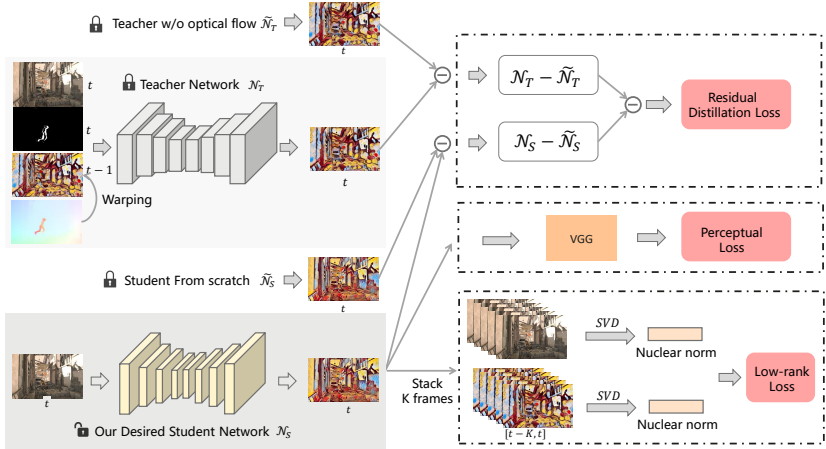 Teacher w/o optical flow 𝒩̃_T
t
t
Teacher Network 𝒩_T
t
t − 1
t
Warping
Student From scratch 𝒩̃_S
t
t
t
Our Desired Student Network 𝒩_S
Stack
K frames
𝒩_T − 𝒩̃_T
𝒩_S − 𝒩̃_S
Residual
Distillation Loss
VGG
Perceptual
Loss
SVD
Nuclear norm
SVD
Nuclear norm
[t − K, t]
Low-rank
Loss